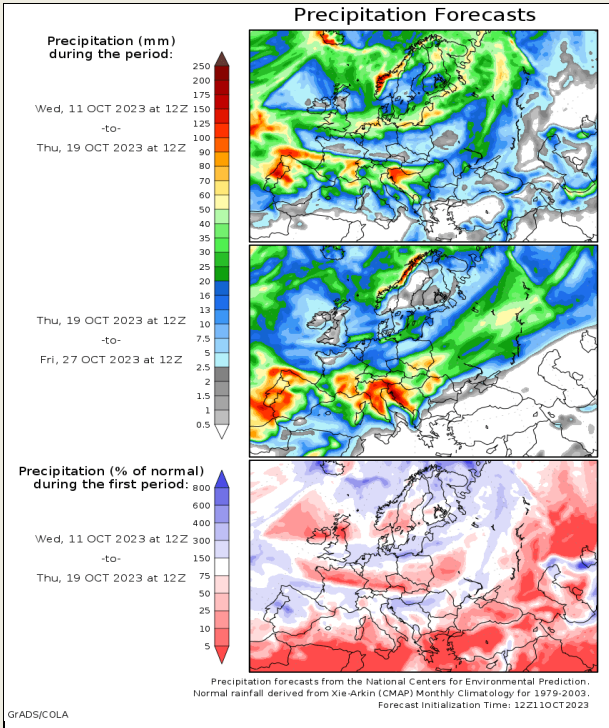 Precipitation Forecasts
Precipitation (mm)
during the period:
Wed, 11 OCT 2023 at 12Z
-to-
Thu, 19 OCT 2023 at 12Z
250
200
175
150
125
100
90
80
70
60
50
40
35
30
25
20
16
13
10
7.5
5
2.5
2
1.5
1
0.5
Thu, 19 OCT 2023 at 12Z
-to-
Fri, 27 OCT 2023 at 12Z
Precipitation (% of normal)
during the first period:
Wed, 11 OCT 2023 at 12Z
-to-
Thu, 19 OCT 2023 at 12Z
800
600
400
300
150
75
50
25
10
5
Precipitation forecasts from the National Centers for Environmental Prediction.
Normal rainfall derived from Xie-Arkin (CMAP) Monthly Climatology for 1979-2003.
Forecast Initialization Time: 12Z11OCT2023
GrADS/COLA